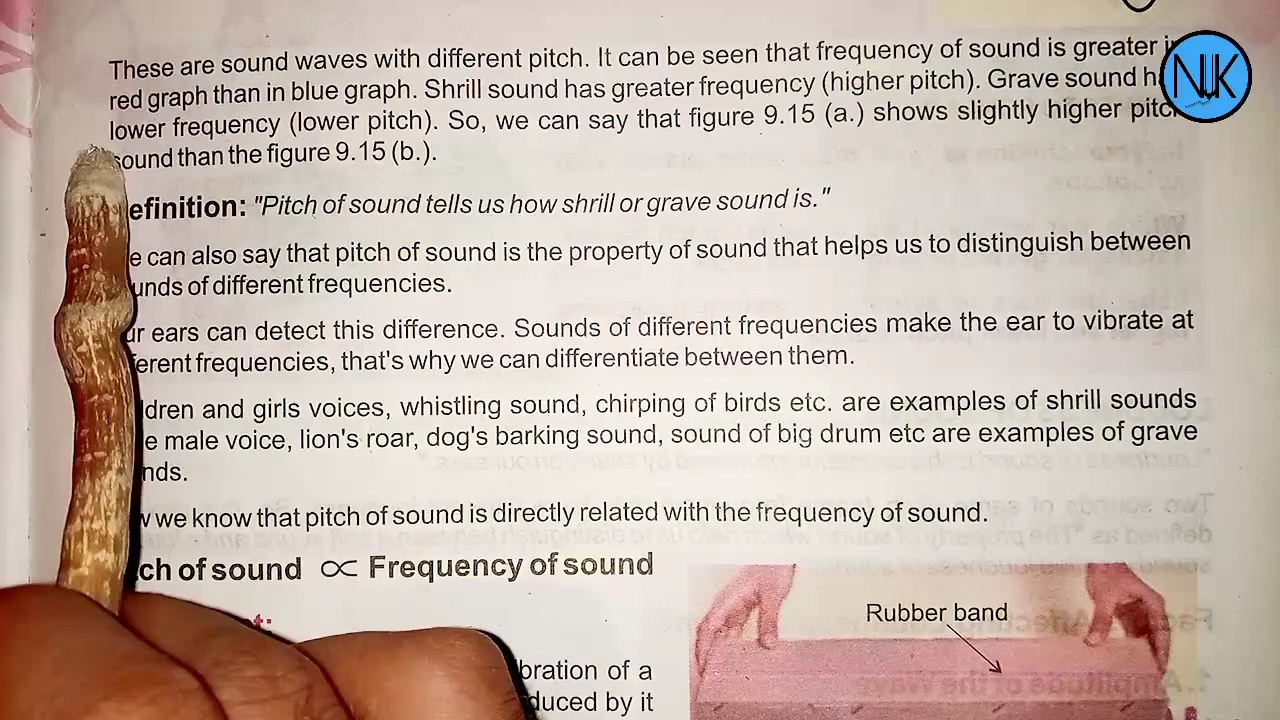 These are sound waves with different pitch. It can be seen that frequency of sound is greater
red graph than in blue graph. Shrill sound has greater frequency (higher pitch). Grave sound
lower frequency (lower pitch). So, we can say that figure 9.15 (a.) shows slightly higher
sound than the figure 9.15 (b.).
efinition: "Pitch of sound tells us how shrill or grave sound is."
e can also say that pitch of sound is the property of sound that helps us to distinguish between
unds of different frequencies.
ur ears can detect this difference. Sounds of different frequencies make the ear to vibrate at
erent frequencies, that's why we can differentiate between them.
dren and girls voices, whistling sound, chirping of birds etc. are examples of shrill sounds
e male voice, lion's roar, dog's barking sound, sound of big drum etc are examples of grave
nds.
w we know that pitch of sound is directly related with the frequency of sound.
ch of sound ∝ Frequency of sound
Rubber band
bration of a
duced by it
NJK